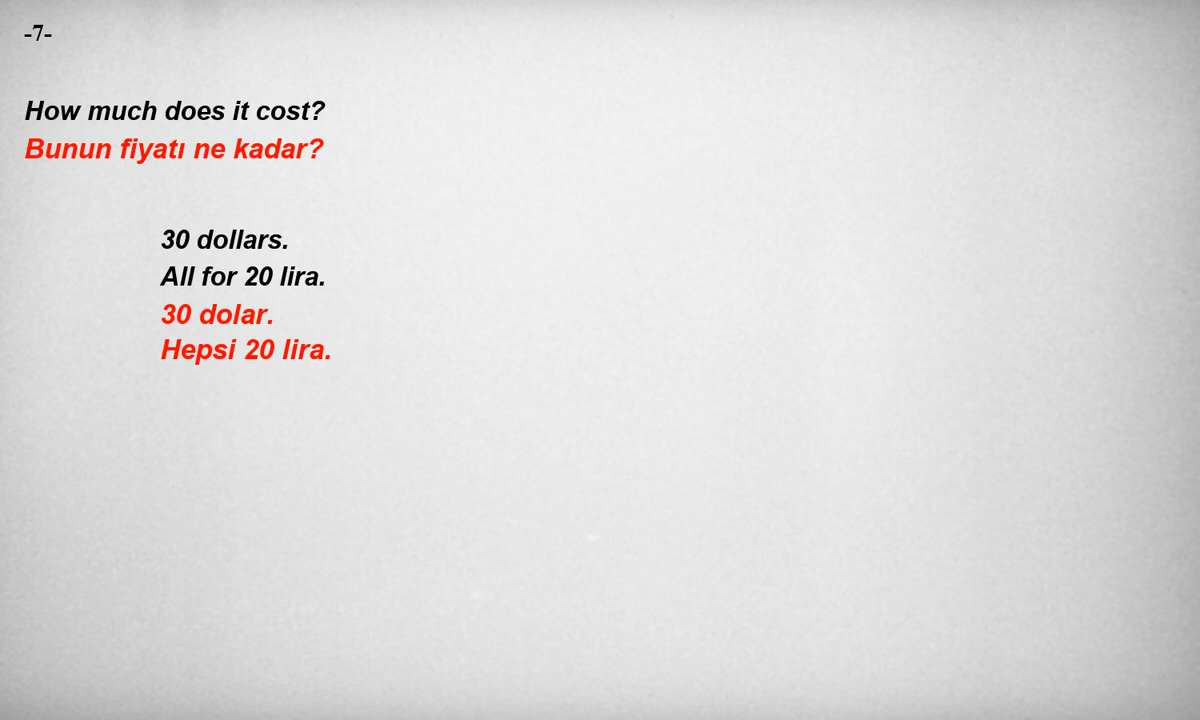 -7-
How much does it cost?
Bunun fiyatı ne kadar?
30 dollars.
All for 20 lira.
30 dolar.
Hepsi 20 lira.